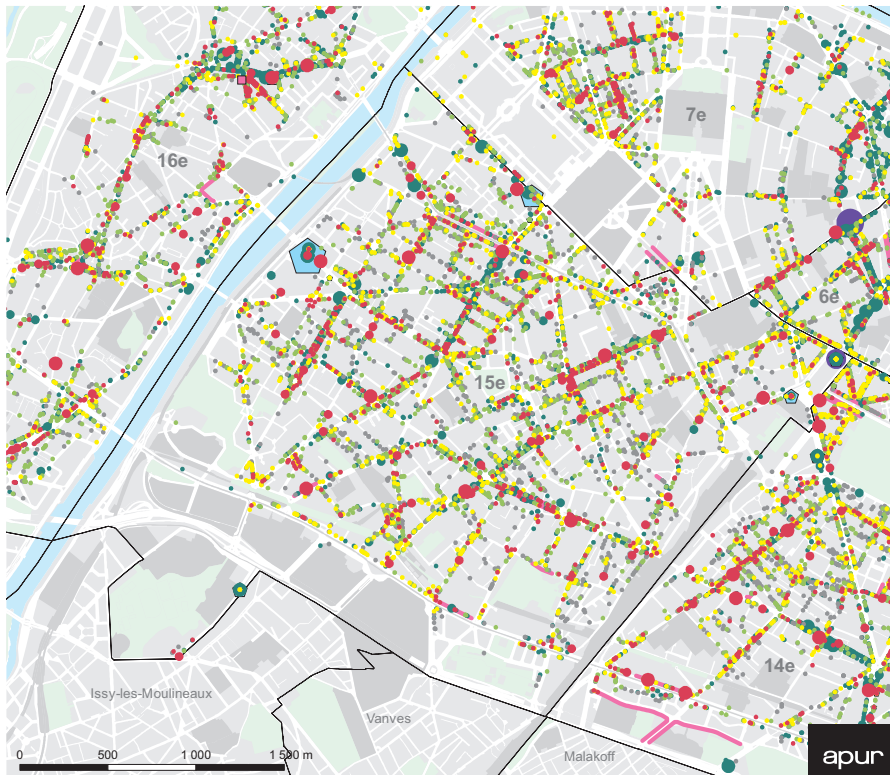 7e
16e
6e
15e
14e
Issy-les-Moulineaux
Vanves
Malakoff
0 500 1 000 1 500 m
apur